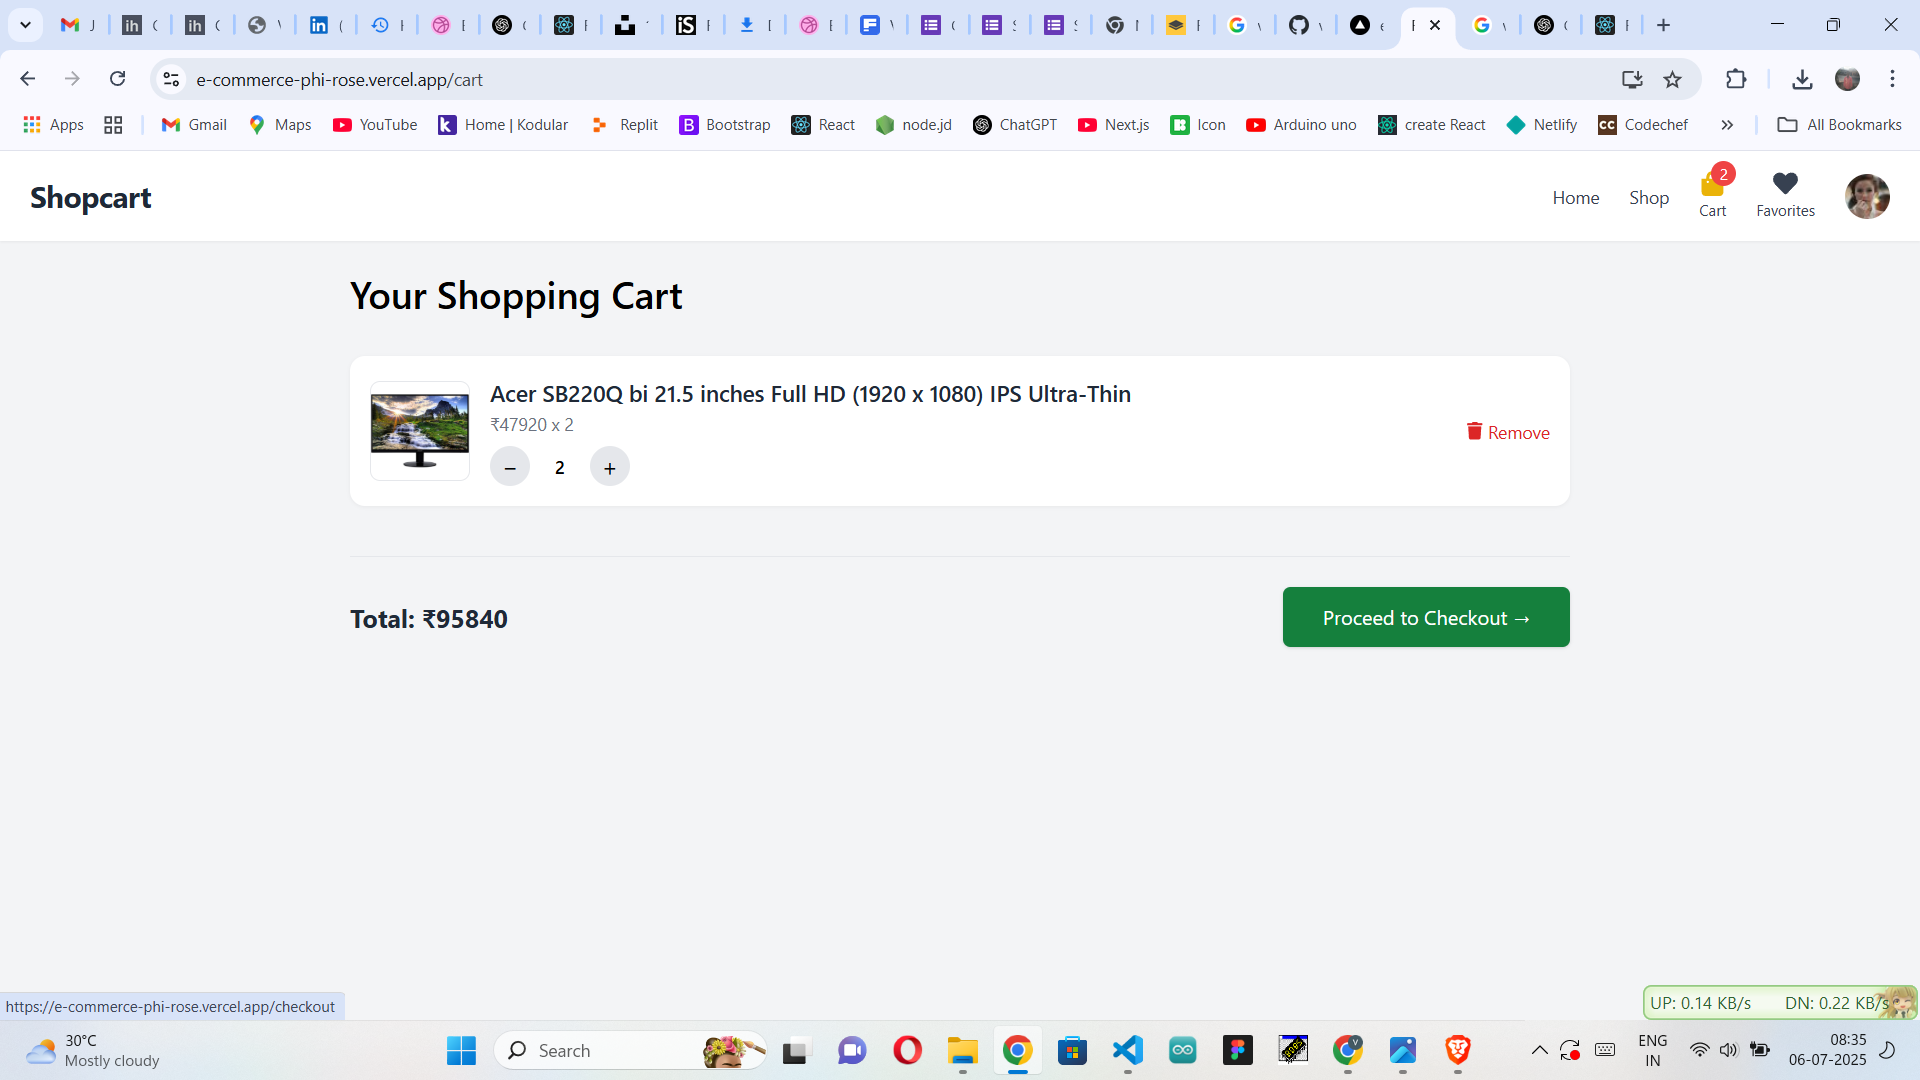 e-commerce-phi-rose.vercel.app/cart
Apps Gmail Maps YouTube Home | Kodular Replit Bootstrap React node.jd ChatGPT Next.js Icon Arduino uno create React Netlify Codechef All Bookmarks
Shopcart
Home Shop Cart 2 Favorites
Your Shopping Cart
Acer SB220Q bi 21.5 inches Full HD (1920 x 1080) IPS Ultra-Thin
₹47920 x 2
− 2 +
Remove
Total: ₹95840
Proceed to Checkout →
https://e-commerce-phi-rose.vercel.app/checkout
UP: 0.14 KB/s DN: 0.22 KB/s
30°C
Mostly cloudy
Search
ENG
IN
08:35
06-07-2025